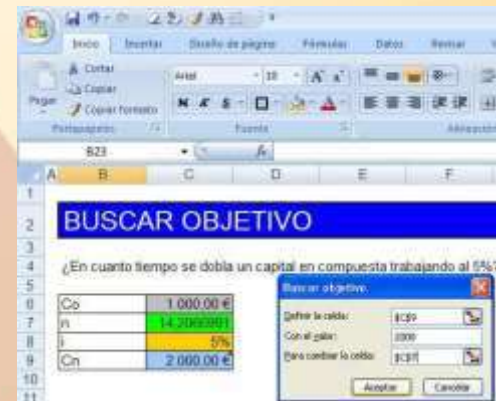 Inicio Insertar Diseño de página Fórmulas Datos Revisar
Cortar
Copiar
Copiar formato
Pegar
Arial 10
N K S
Portapapeles Fuente
B23 fx
A B C D E F
1
2 BUSCAR OBJETIVO
3
4 ¿En cuanto tiempo se dobla un capital en compuesta trabajando al 5%?
5
6 Co 1.000,00 €
7 n
8 i 5%
9 Cn 2.000,00 €
10
11
Buscar objetivo
Definir la celda: $C$9
Con el valor: 2000
Para cambiar la celda: $C$7
Aceptar Cancelar